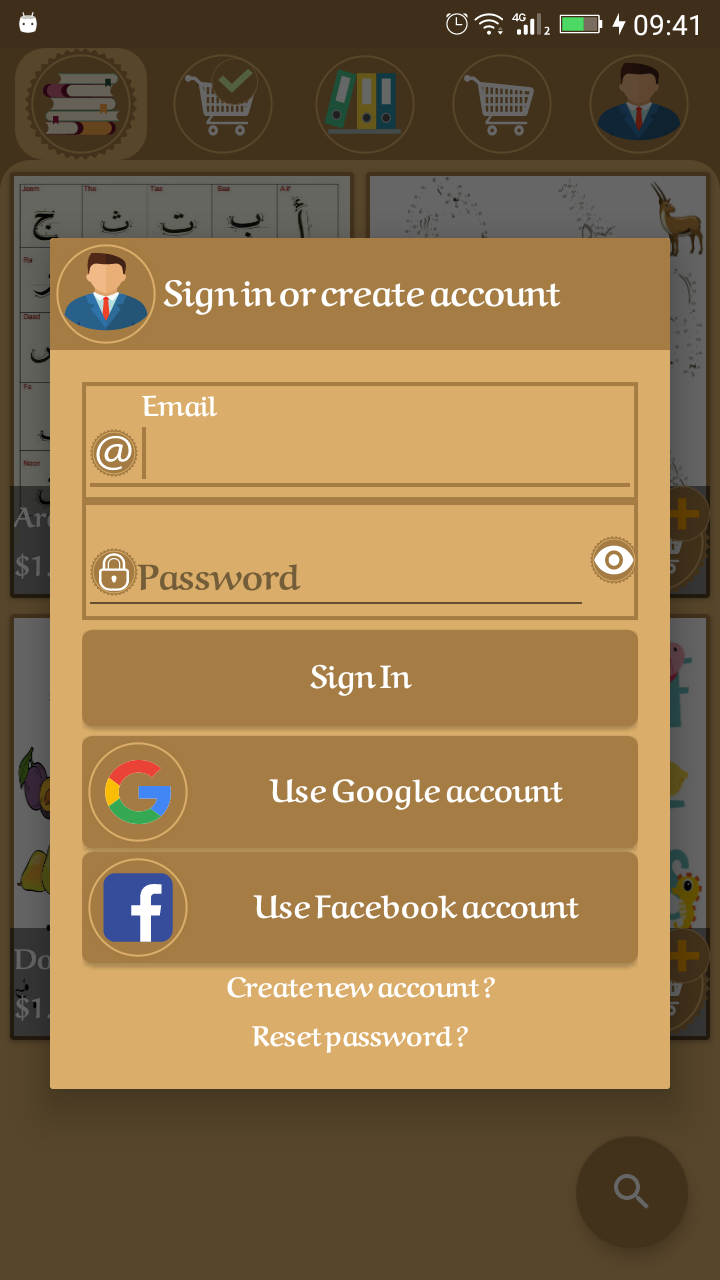 4G 2 09:41
Jeem Tha Taa Baa Alif
ج ث ت ب أ
Ra
Daad
Fa
Noon
Sign in or create account
Email
@
Password
$1.
Sign In
Use Google account
Use Facebook account
Do
$1.
Create new account?
Reset password?